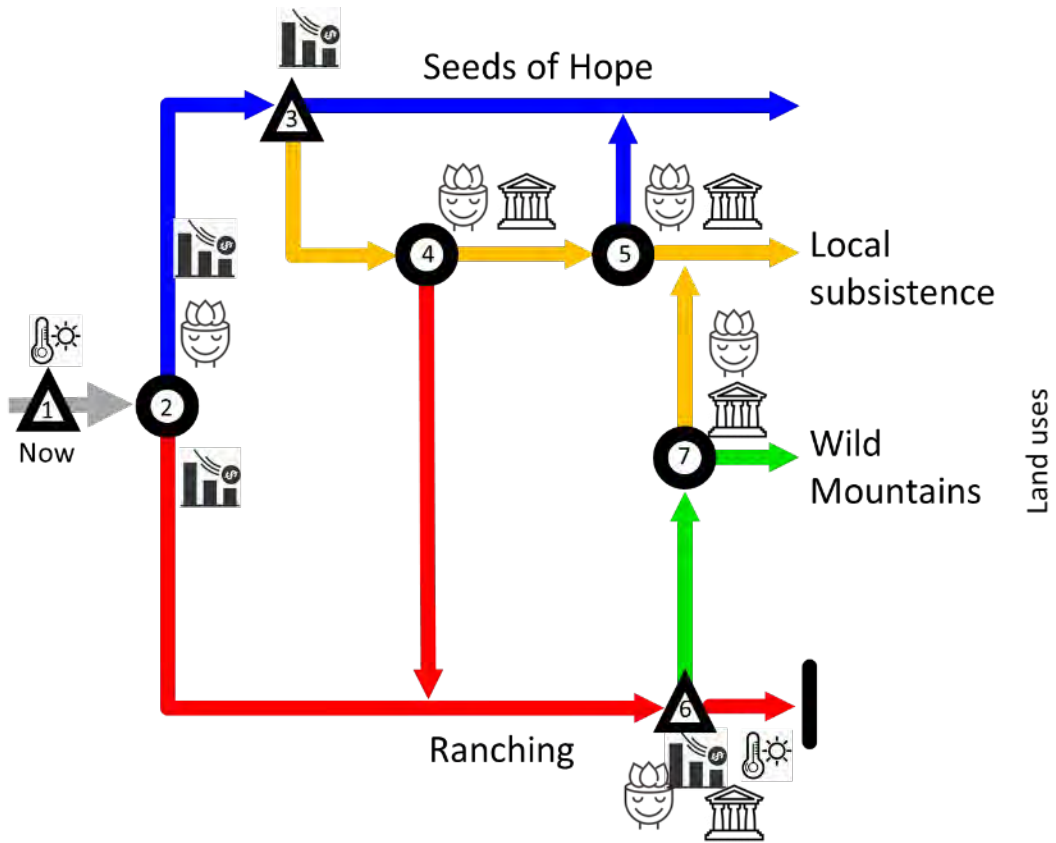 Seeds of Hope
3
4
5
Local
subsistence
1
2
Now
7
Wild
Mountains
Land uses
6
Ranching